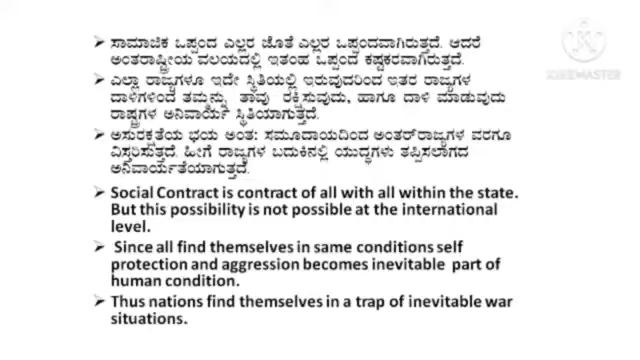 ➢ ಸಾಮಾಜಿಕ ಒಪ್ಪಂದ ಎಲ್ಲರ ಜೊತೆ ಎಲ್ಲರ ಒಪ್ಪಂದವಾಗಿರುತ್ತದೆ. ಆದರೆ
ಅಂತರಾಷ್ಟ್ರೀಯ ವಲಯದಲ್ಲಿ ಇತಂಹ ಒಪ್ಪಂದ ಕಷ್ಟಕರವಾಗಿರುತ್ತದೆ.
➢ ಎಲ್ಲಾ ರಾಜ್ಯಗಳೂ ಇದೇ ಸ್ಥಿತಿಯಲ್ಲಿ ಇರುವುದರಿಂದ ಇತರ ರಾಜ್ಯಗಳ
ದಾಳಿಗಳಿಂದ ತಮ್ಮನ್ನು ತಾವು ರಕ್ಷಿಸುವುದು, ಹಾಗೂ ದಾಳಿ ಮಾಡುವುದು
ರಾಷ್ಟ್ರಗಳ ಅನಿವಾರ್ಯ ಸ್ಥಿತಿಯಾಗುತ್ತದೆ.
➢ ಅಸುರಕ್ಷತೆಯ ಭಯ ಅಂತ: ಸಮೂದಾಯದಿಂದ ಅಂತರ್‌ರಾಜ್ಯಗಳ ವರಗೂ
ವಿಸ್ತರಿಸುತ್ತದೆ. ಹೀಗೆ ರಾಜ್ಯಗಳ ಬದುಕಿನಲ್ಲಿ ಯುದ್ಧಗಳು ತಪ್ಪಿಸಲಾಗದ
ಅನಿವಾರ್ಯತೆಯಾಗುತ್ತದೆ.
➢ Social Contract is contract of all with all within the state.
But this possibility is not possible at the international
level.
➢ Since all find themselves in same conditions self
protection and aggression becomes inevitable part of
human condition.
➢ Thus nations find themselves in a trap of inevitable war
situations.
K
KINEMASTER